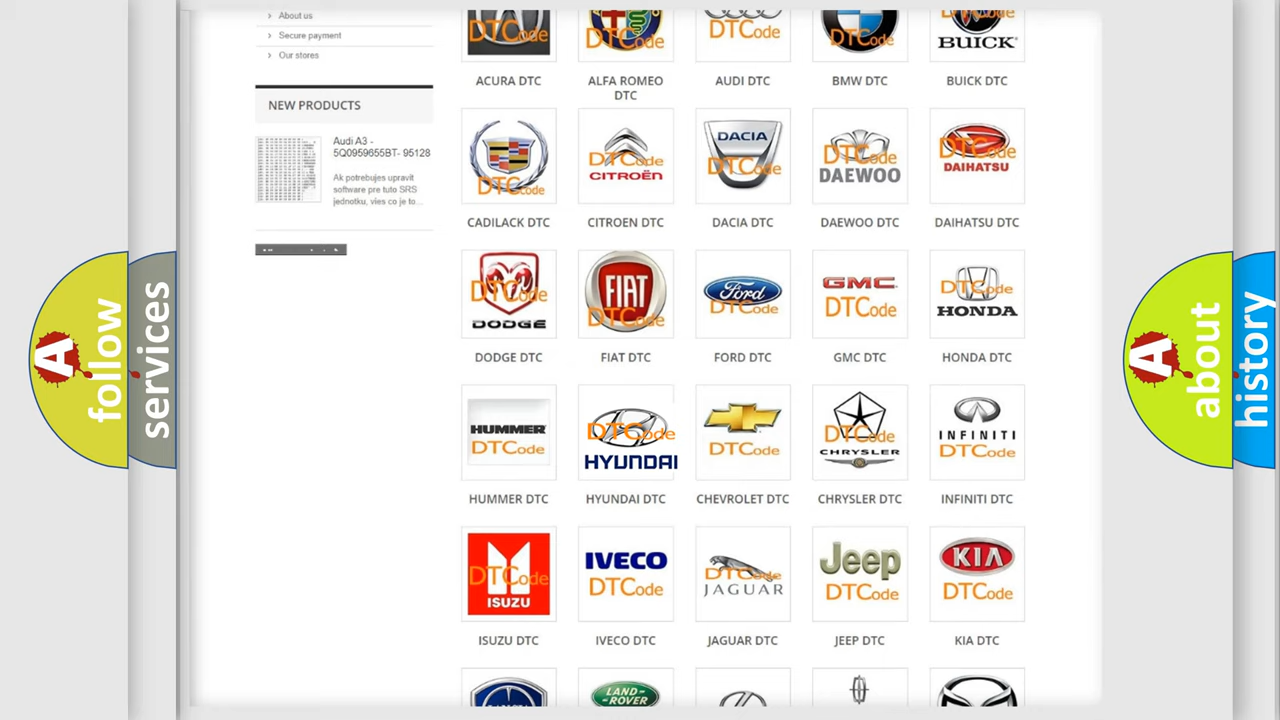 About us
Secure payment
Our stores
NEW PRODUCTS
Audi A3 -
5Q0959655BT- 95128
Ak potrebujes upravit
software pre tuto SRS
jednotku, vies co je to...
DTCode DTCode DTCode DTCode BUICK
ACURA DTC ALFA ROMEO DTC AUDI DTC BMW DTC BUICK DTC
DTCode DTCode CITROËN DACIA DTCode DTCode DAEWOO DTCode DAIHATSU
CADILACK DTC CITROEN DTC DACIA DTC DAEWOO DTC DAIHATSU DTC
DTCode DODGE FIAT DTCode Ford DTCode GMC DTCode DTCode HONDA
DODGE DTC FIAT DTC FORD DTC GMC DTC HONDA DTC
HUMMER DTCode DTCode HYUNDAI DTCode DTCode CHRYSLER INFINITI DTCode
HUMMER DTC HYUNDAI DTC CHEVROLET DTC CHRYSLER DTC INFINITI DTC
DTCode ISUZU IVECO DTCode DTCode JAGUAR Jeep DTCode KIA DTCode
ISUZU DTC IVECO DTC JAGUAR DTC JEEP DTC KIA DTC
LAND-ROVER
A follow
services
A about
history